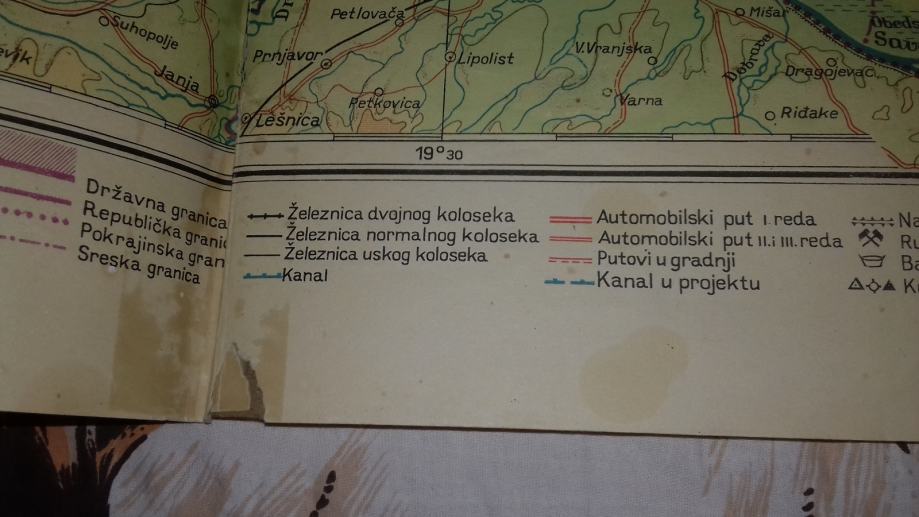 Petlovača
Mišar
Suhopolje
Prnjavor
Lipolist
V.Vranjska
Dobrava
Dragojevac
Janja
Petkovica
Varna
Lešnica
Riđake
19° 30
Državna granica
Republička
Pokrajinska
Sreska granica
Železnica dvojnog koloseka
Železnica normalnog koloseka
Železnica uskog koloseka
Kanal
Automobilski put I. reda
Automobilski put II. i III. reda
Putovi u gradnji
Kanal u projektu